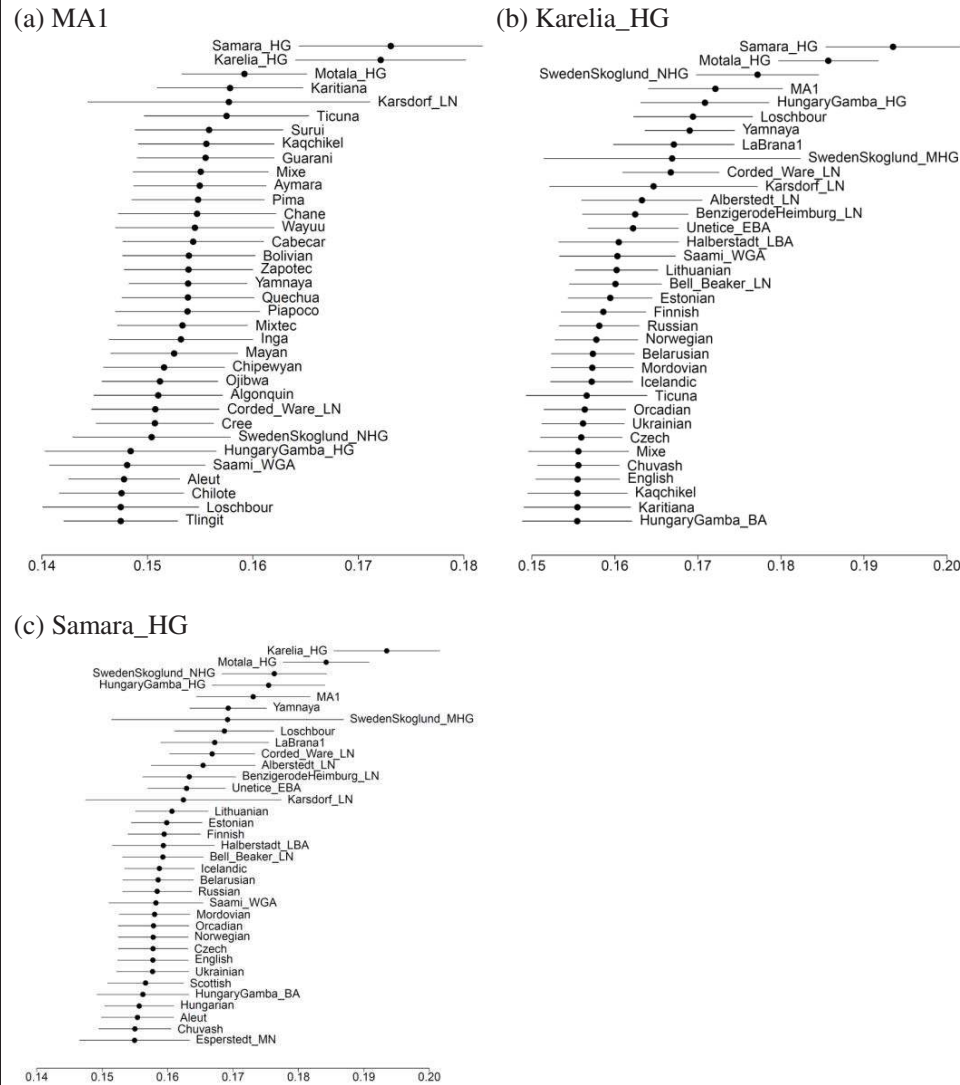 (a) MA1
Samara_HG
Karelia_HG
Motala_HG
Karitiana
Karsdorf_LN
Ticuna
Surui
Kaqchikel
Guarani
Mixe
Aymara
Pima
Chane
Wayuu
Cabecar
Bolivian
Zapotec
Yamnaya
Quechua
Piapoco
Mixtec
Inga
Mayan
Chipewyan
Ojibwa
Algonquin
Corded_Ware_LN
Cree
SwedenSkoglund_NHG
HungaryGamba_HG
Saami_WGA
Aleut
Chilote
Loschbour
Tlingit
0.14 0.15 0.16 0.17 0.18
(b) Karelia_HG
Samara_HG
Motala_HG
SwedenSkoglund_NHG
MA1
HungaryGamba_HG
Loschbour
Yamnaya
LaBrana1
SwedenSkoglund_MHG
Corded_Ware_LN
Karsdorf_LN
Alberstedt_LN
BenzigerodeHeimburg_LN
Unetice_EBA
Halberstadt_LBA
Saami_WGA
Lithuanian
Bell_Beaker_LN
Estonian
Finnish
Russian
Norwegian
Belarusian
Mordovian
Icelandic
Ticuna
Orcadian
Ukrainian
Czech
Mixe
Chuvash
English
Kaqchikel
Karitiana
HungaryGamba_BA
0.15 0.16 0.17 0.18 0.19 0.20
(c) Samara_HG
Karelia_HG
Motala_HG
SwedenSkoglund_NHG
HungaryGamba_HG
MA1
Yamnaya
SwedenSkoglund_MHG
Loschbour
LaBrana1
Corded_Ware_LN
Alberstedt_LN
BenzigerodeHeimburg_LN
Unetice_EBA
Karsdorf_LN
Lithuanian
Estonian
Finnish
Halberstadt_LBA
Bell_Beaker_LN
Icelandic
Belarusian
Russian
Saami_WGA
Mordovian
Orcadian
Norwegian
Czech
English
Ukrainian
Scottish
HungaryGamba_BA
Hungarian
Aleut
Chuvash
Esperstedt_MN
0.14 0.15 0.16 0.17 0.18 0.19 0.20